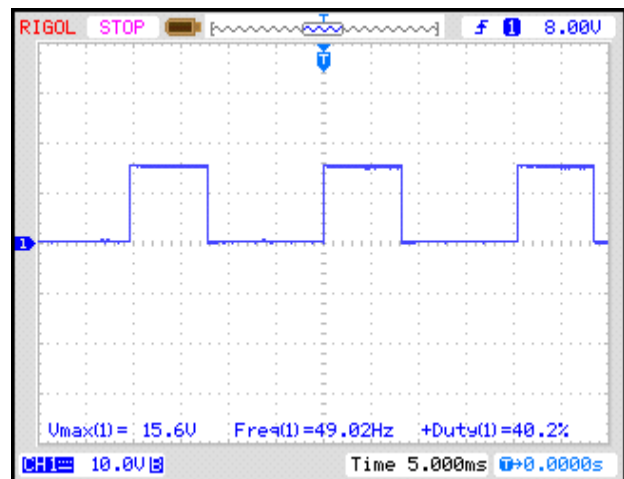 RIGOL STOP T f 1 8.00V
T
1
Vmax(1)= 15.6V Freq(1)=49.02Hz +Duty(1)=40.2%
CH1 10.0V B Time 5.000ms T→0.0000s